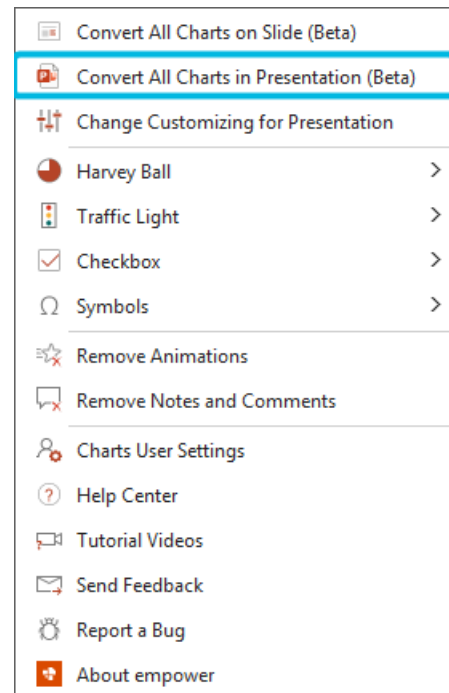 Convert All Charts on Slide (Beta)
Convert All Charts in Presentation (Beta)
Change Customizing for Presentation
Harvey Ball
Traffic Light
Checkbox
Symbols
Remove Animations
Remove Notes and Comments
Charts User Settings
Help Center
Tutorial Videos
Send Feedback
Report a Bug
About empower